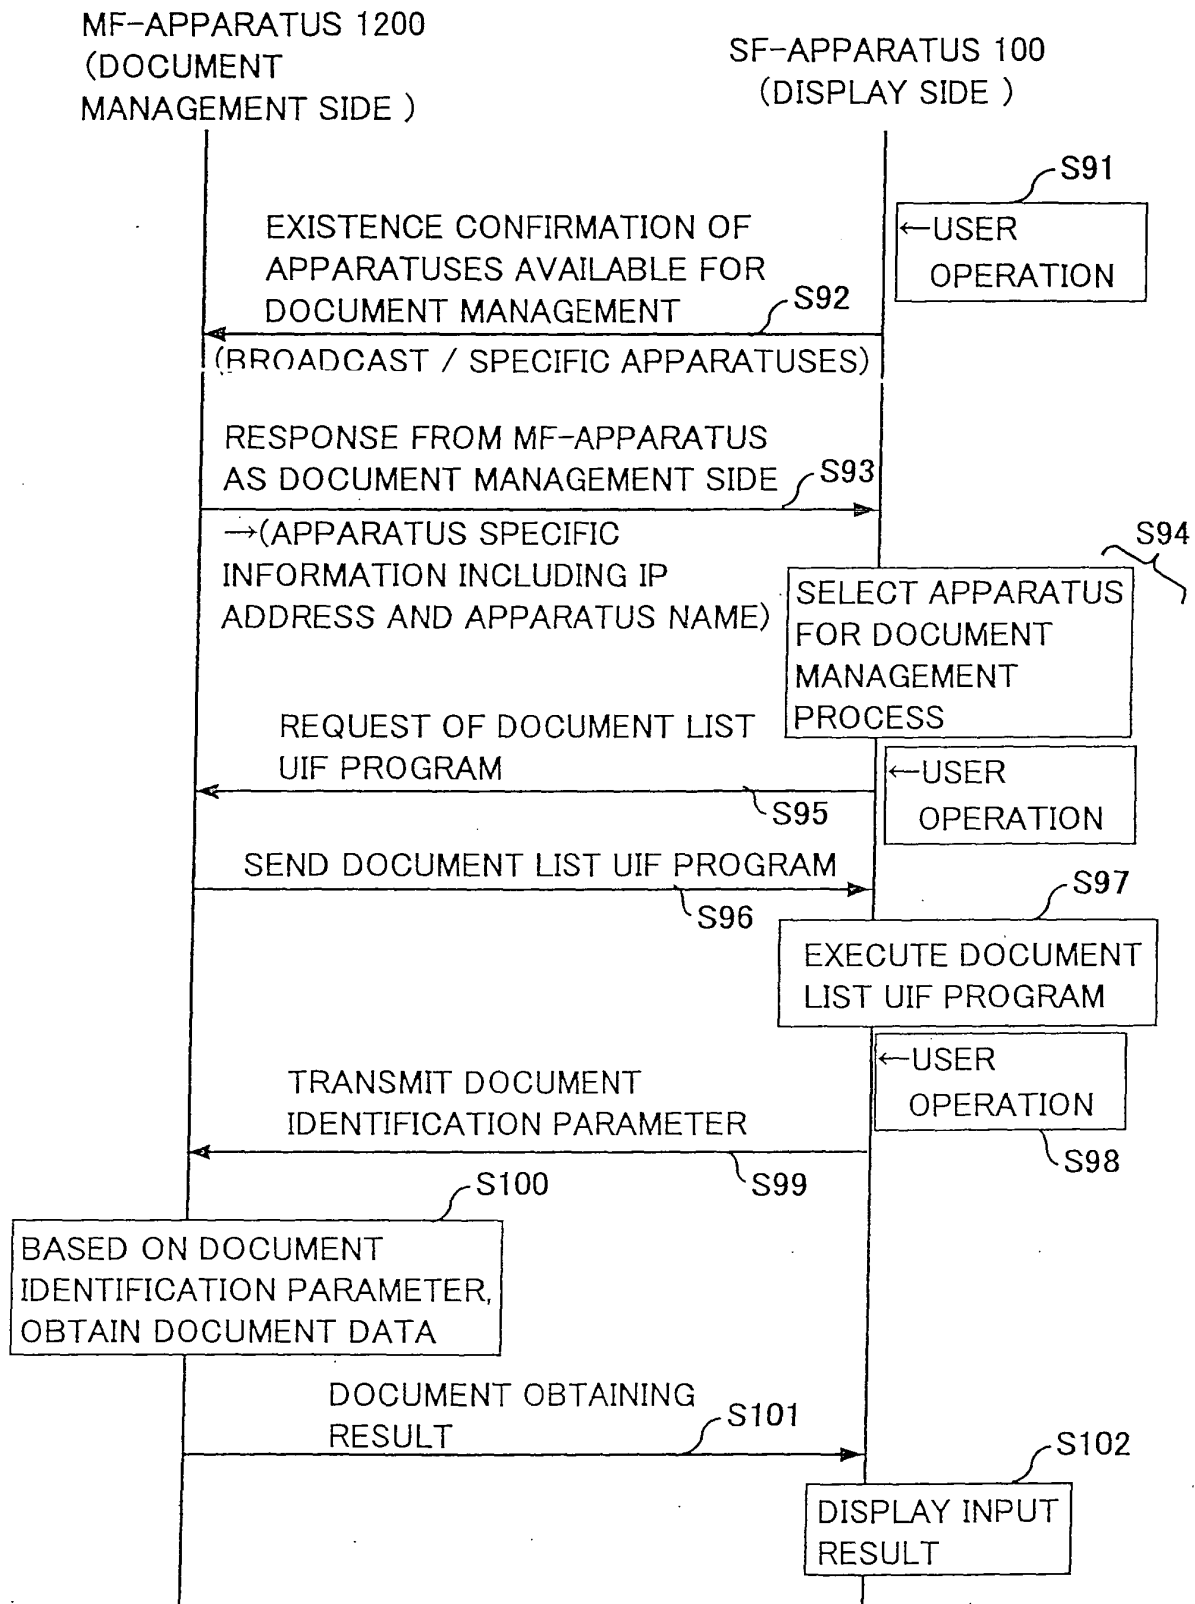 MF-APPARATUS 1200
(DOCUMENT
MANAGEMENT SIDE )
SF-APPARATUS 100
(DISPLAY SIDE )
S91
←USER
OPERATION
EXISTENCE CONFIRMATION OF
APPARATUSES AVAILABLE FOR
DOCUMENT MANAGEMENT
S92
(BROADCAST / SPECIFIC APPARATUSES)
RESPONSE FROM MF-APPARATUS
AS DOCUMENT MANAGEMENT SIDE
S93
→(APPARATUS SPECIFIC
INFORMATION INCLUDING IP
ADDRESS AND APPARATUS NAME)
S94
SELECT APPARATUS
FOR DOCUMENT
MANAGEMENT
PROCESS
REQUEST OF DOCUMENT LIST
UIF PROGRAM
←USER
OPERATION
S95
SEND DOCUMENT LIST UIF PROGRAM
S96
S97
EXECUTE DOCUMENT
LIST UIF PROGRAM
←USER
OPERATION
S98
TRANSMIT DOCUMENT
IDENTIFICATION PARAMETER
S99
S100
BASED ON DOCUMENT
IDENTIFICATION PARAMETER,
OBTAIN DOCUMENT DATA
DOCUMENT OBTAINING
RESULT
S101
S102
DISPLAY INPUT
RESULT